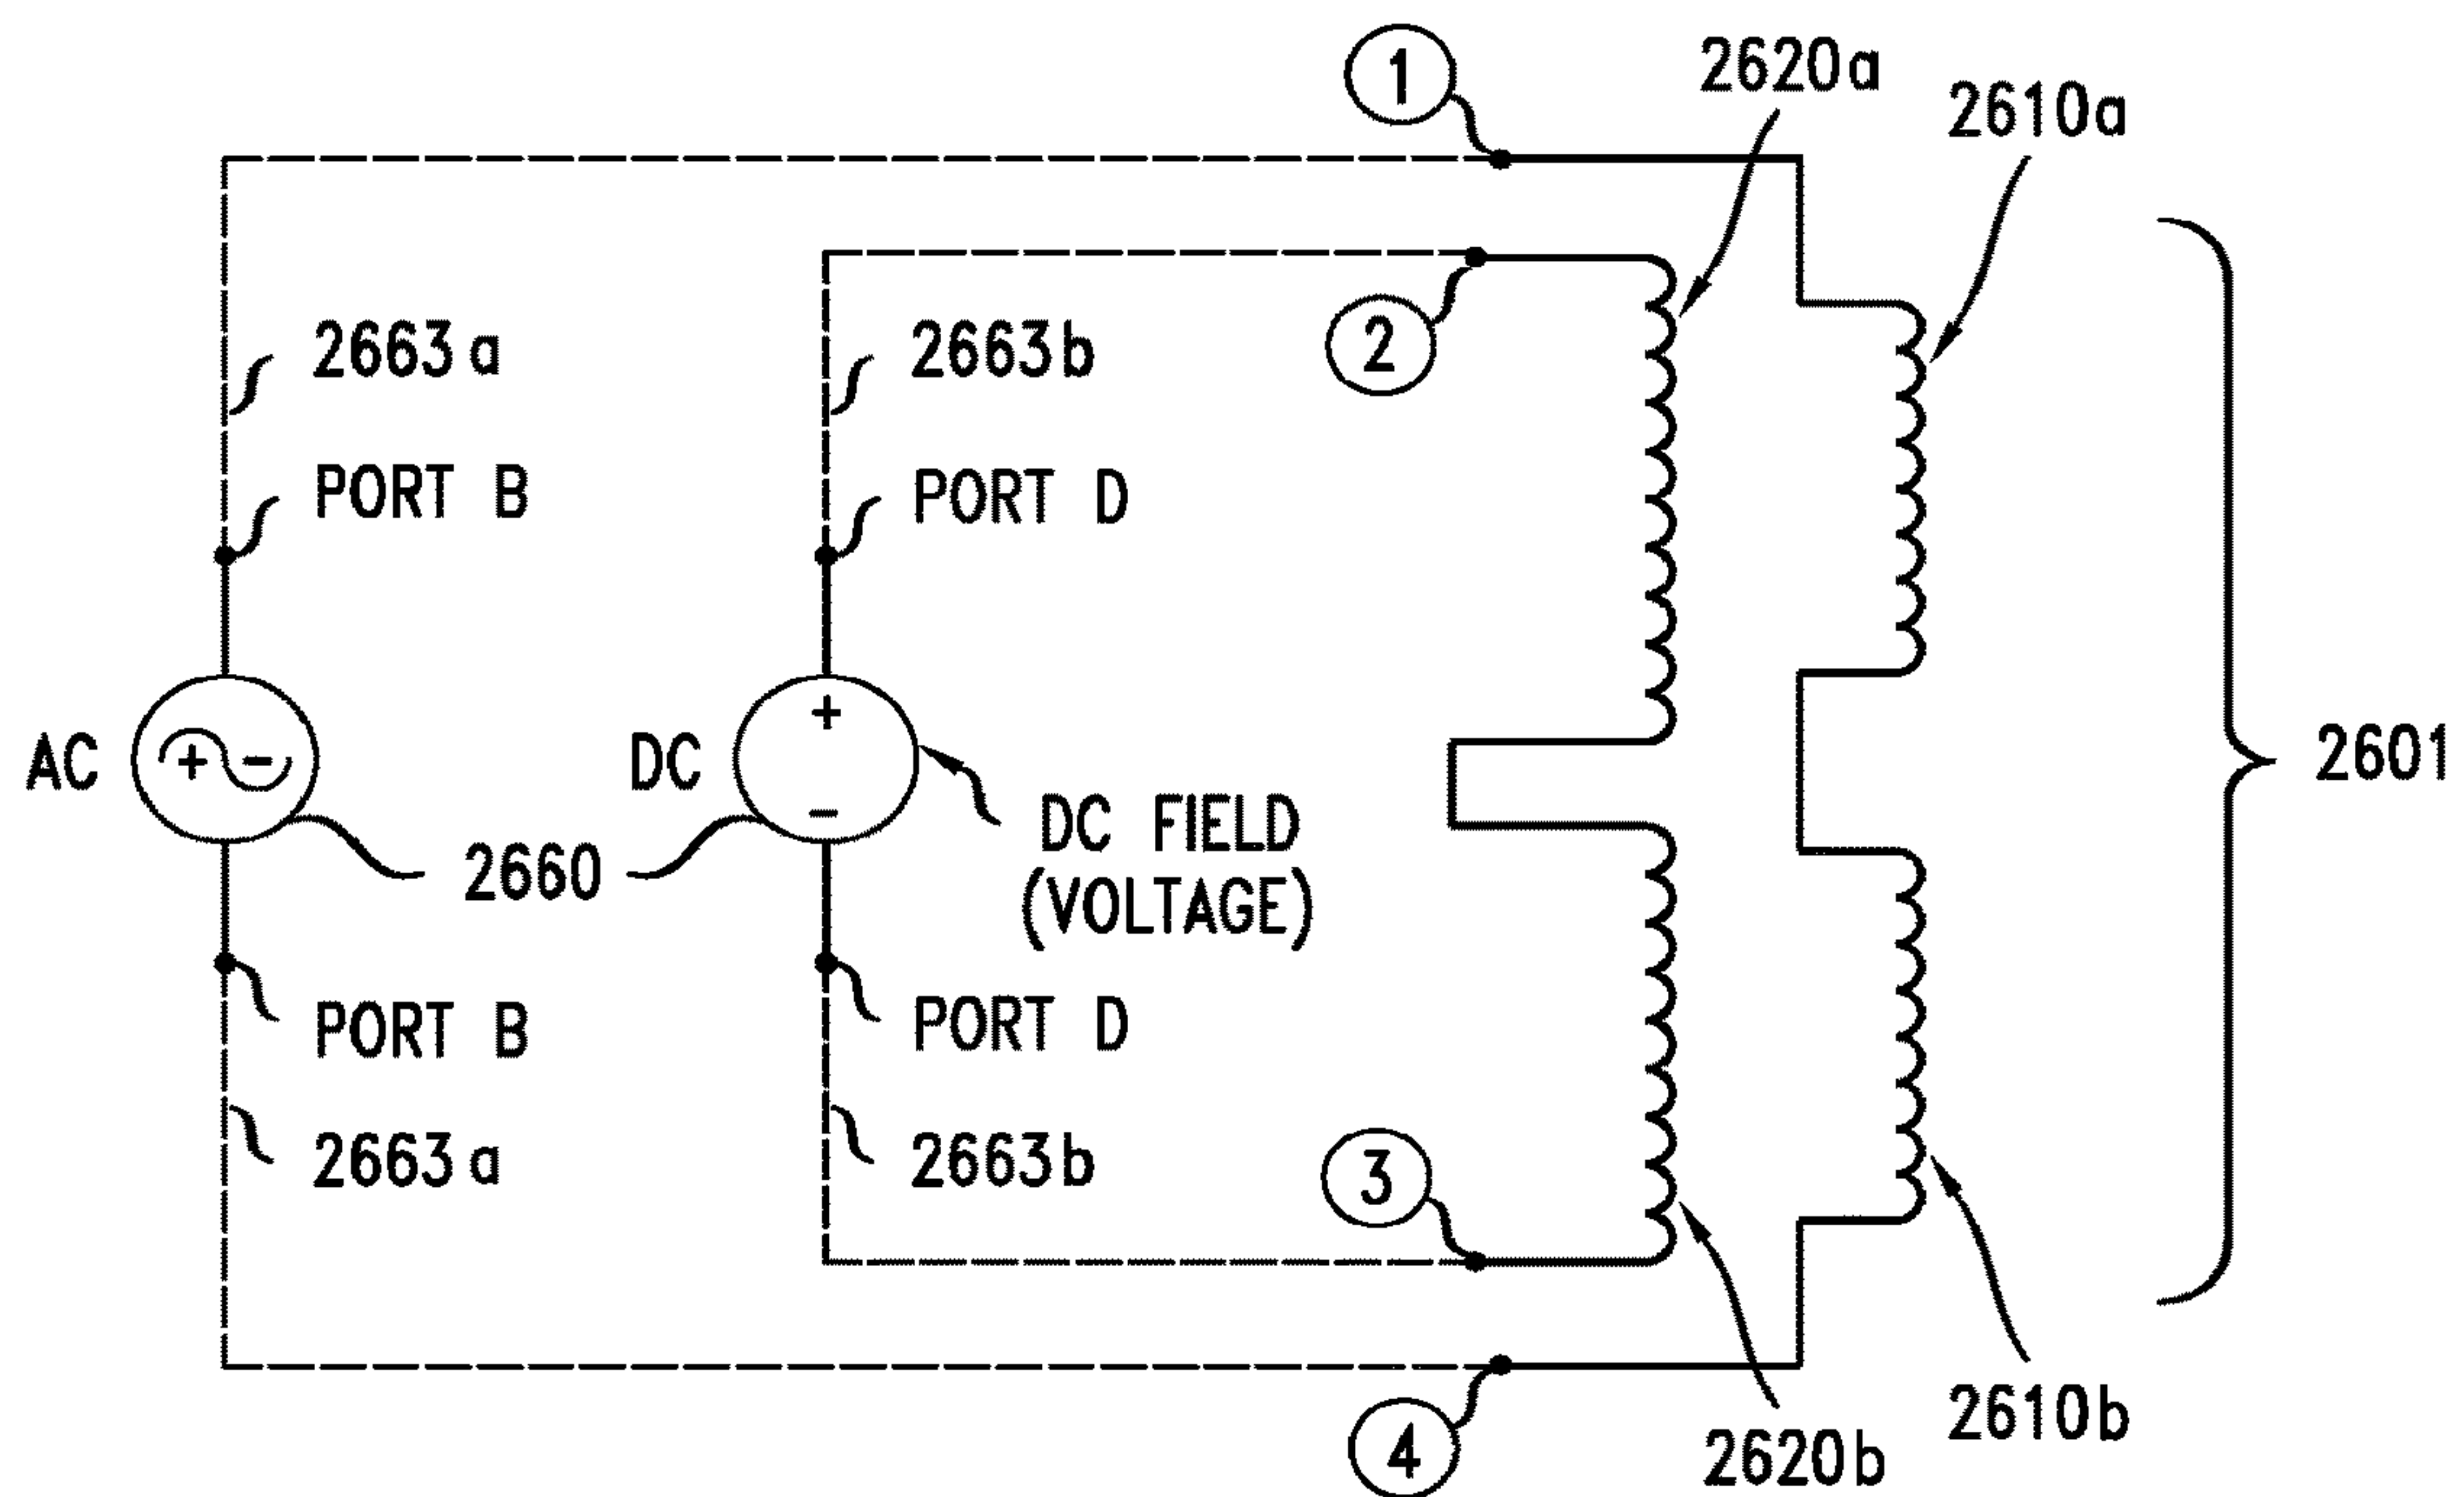 1
2620a
2610a
2663a
2663b
2
PORT B
PORT D
+
AC
+ -
DC
-
2601
DC FIELD
(VOLTAGE)
2660
PORT B
PORT D
2663a
2663b
3
4
2620b
2610b